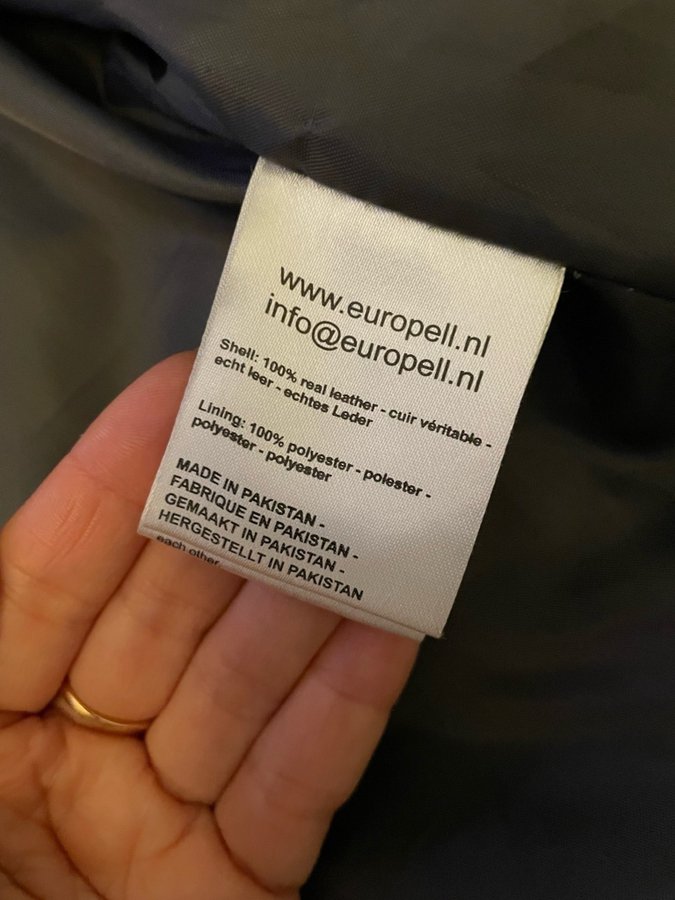 www.europell.nl
info@europell.nl
Shell: 100% real leather - cuir véritable -
echt leer - echtes Leder
Lining: 100% polyester - polester -
polyester - polyester
MADE IN PAKISTAN -
FABRIQUE EN PAKISTAN -
GEMAAKT IN PAKISTAN -
HERGESTELLT IN PAKISTAN
each other